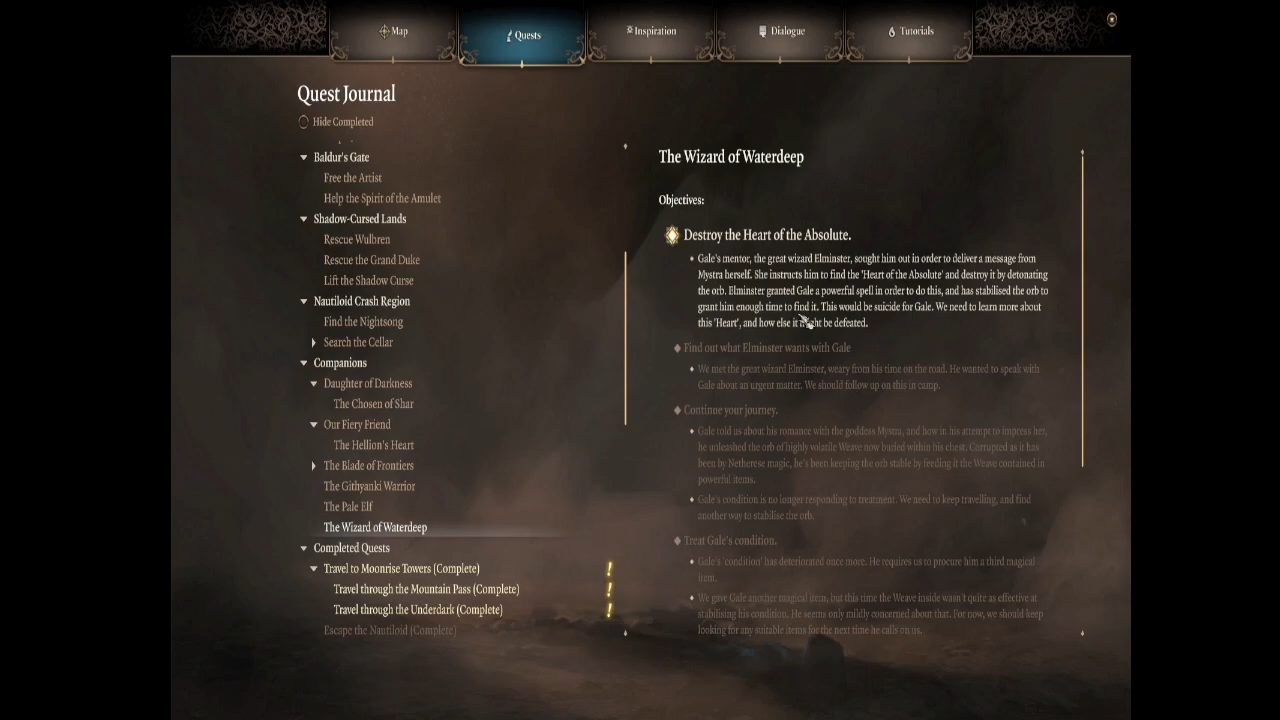 Map
Quests
Inspiration
Dialogue
Tutorials
Quest Journal
Hide Completed
Baldur's Gate
Free the Artist
Help the Spirit of the Amulet
Shadow-Cursed Lands
Rescue Wulbren
Rescue the Grand Duke
Lift the Shadow Curse
Nautiloid Crash Region
Find the Nightsong
Search the Cellar
Companions
Daughter of Darkness
The Chosen of Shar
Our Fiery Friend
The Hellion's Heart
The Blade of Frontiers
The Githyanki Warrior
The Pale Elf
The Wizard of Waterdeep
Completed Quests
Travel to Moonrise Towers (Complete)
Travel through the Mountain Pass (Complete)
Travel through the Underdark (Complete)
Escape the Nautiloid (Complete)
The Wizard of Waterdeep
Objectives:
Destroy the Heart of the Absolute.
Gale's mentor, the great wizard Elminster, sought him out in order to deliver a message from
Mystra herself. She instructs him to find the 'Heart of the Absolute' and destroy it by detonating
the orb. Elminster granted Gale a powerful spell in order to do this, and has stabilised the orb to
grant him enough time to find it. This would be suicide for Gale. We need to learn more about
this 'Heart', and how else it might be defeated.
Find out what Elminster wants with Gale
We met the great wizard Elminster, weary from his time on the road. He wanted to speak with
Gale about an urgent matter. We should follow up on this in camp.
Continue your journey.
Gale told us about his romance with the goddess Mystra, and how in his attempt to impress her,
he unleashed the orb of highly volatile Weave now buried within his chest. Corrupted as it has
been by Netherese magic, he's been keeping the orb stable by feeding it the Weave contained in
powerful items.
Gale's condition is no longer responding to treatment. We need to keep travelling, and find
another way to stabilise the orb.
Treat Gale's condition.
Gale's 'condition' has deteriorated once more. He requires us to procure him a third magical
item.
We gave Gale another magical item, but this time the Weave inside wasn't quite as effective at
stabilising his condition. He seems only mildly concerned about that. For now, we should keep
looking for any suitable items for the next time he calls on us.